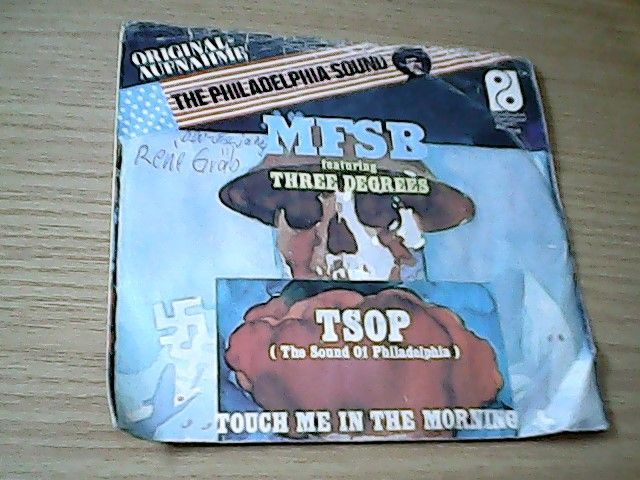 ORIGINAL-
AUFNAHME
THE PHILADELPHIA SOUND
René Gräb
MFSB
featuring
THREE DEGREES
TSOP
( The Sound Of Philadelphia )
TOUCH ME IN THE MORNING